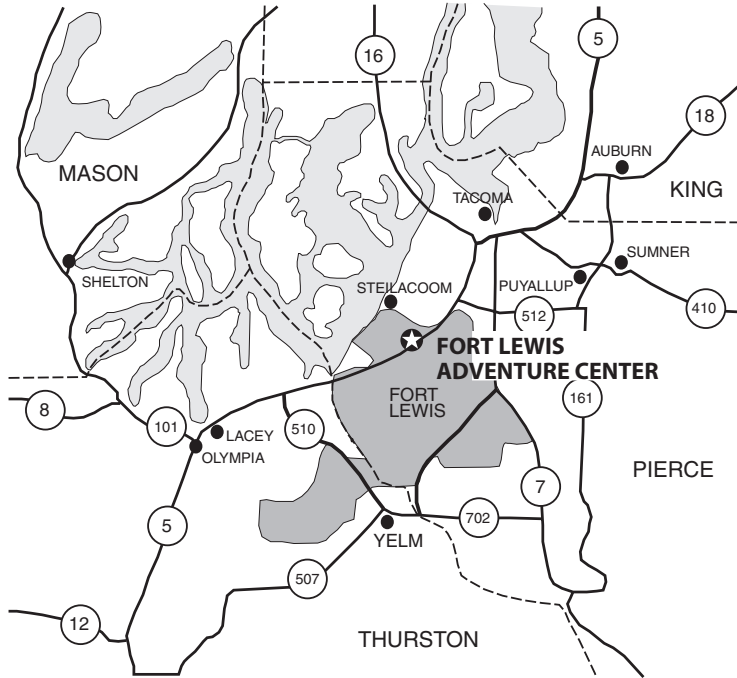 16
5
18
AUBURN
MASON
KING
TACOMA
SHELTON
SUMNER
STEILACOOM
PUYALLUP
410
512
FORT LEWIS
ADVENTURE CENTER
FORT
LEWIS
161
8
101
510
LACEY
OLYMPIA
PIERCE
7
5
702
YELM
507
12
THURSTON